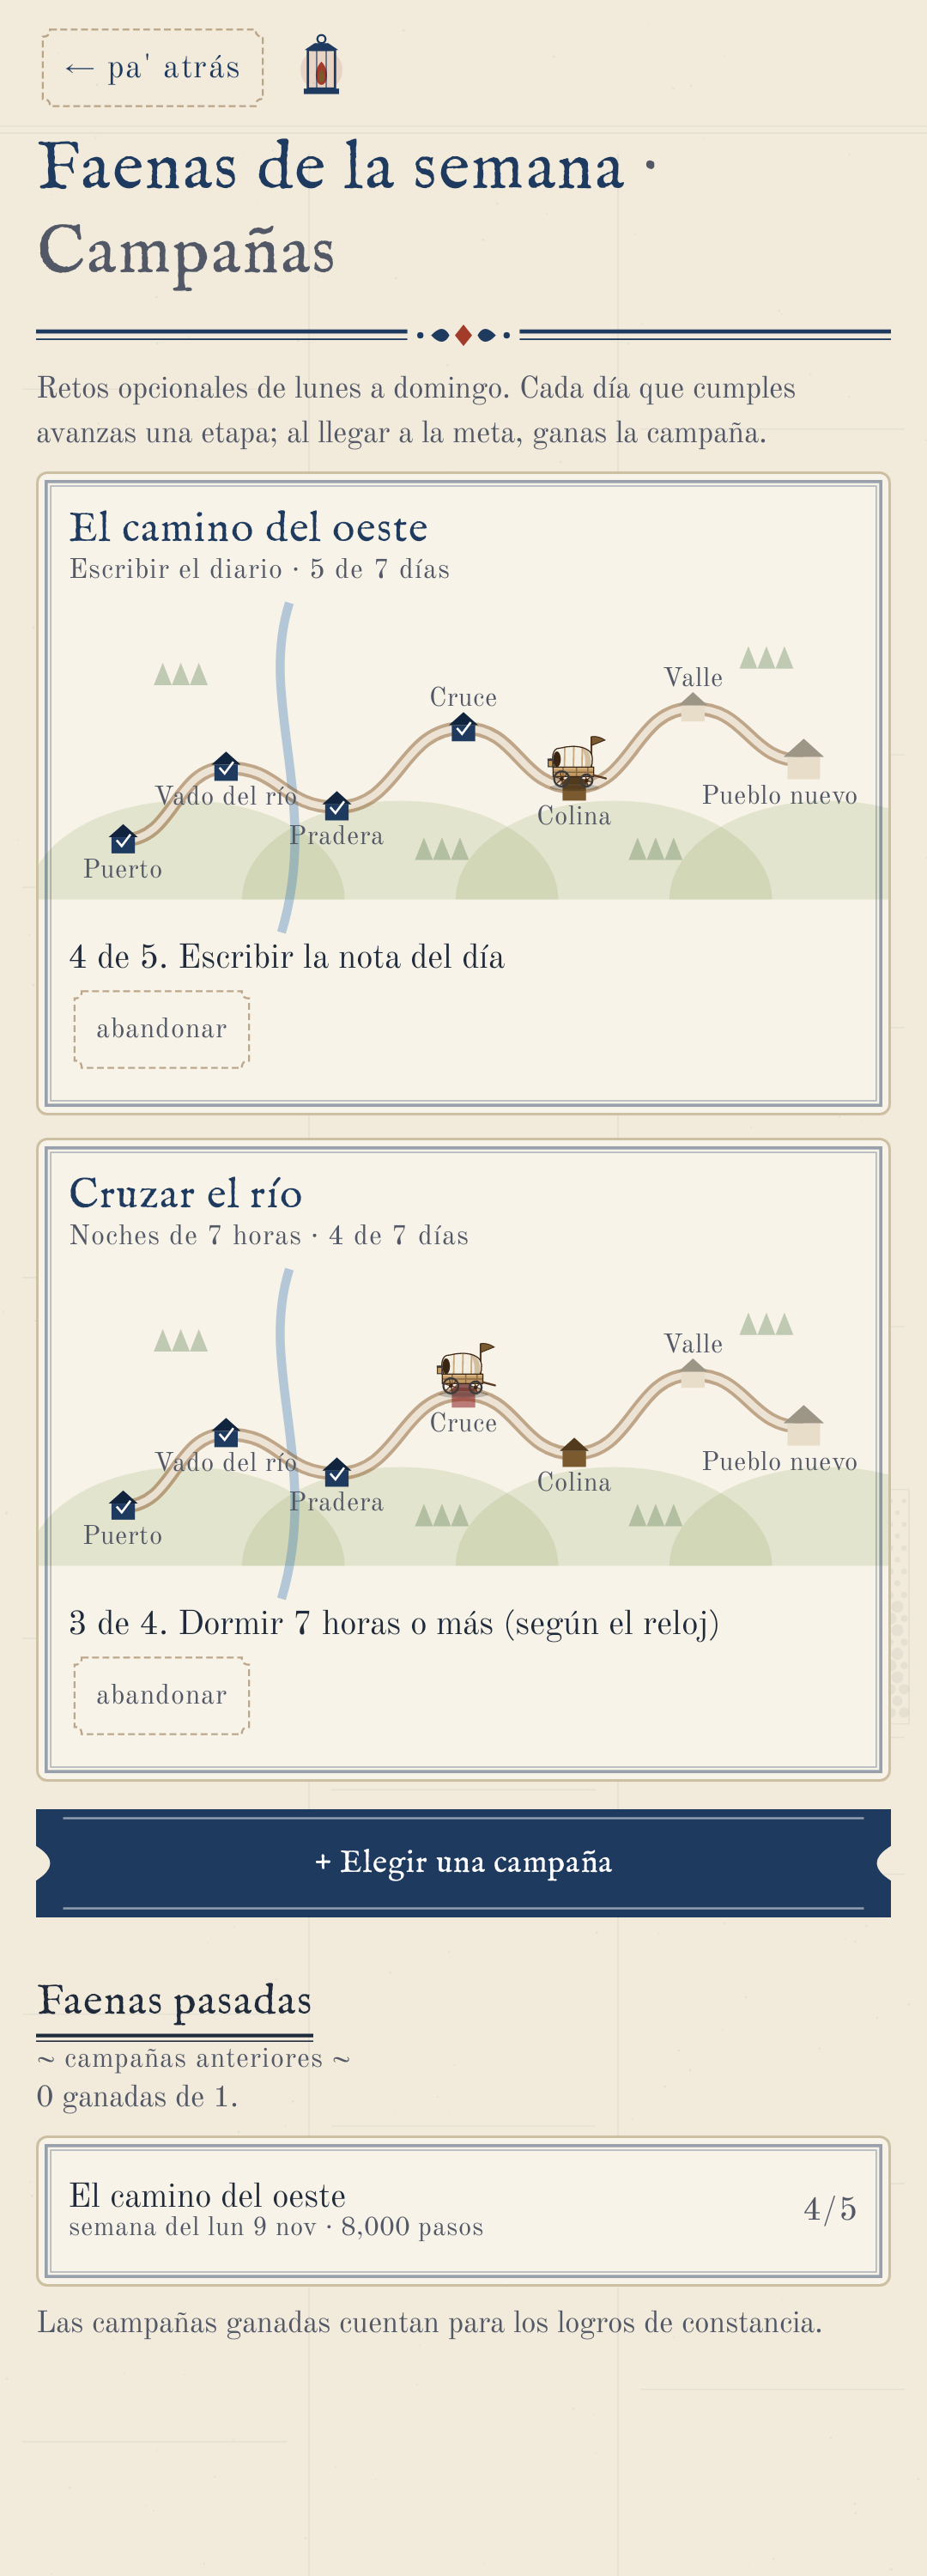 ← pa' atrás
Faenas de la semana ·
Campañas
Retos opcionales de lunes a domingo. Cada día que cumples
avanzas una etapa; al llegar a la meta, ganas la campaña.
El camino del oeste
Escribir el diario · 5 de 7 días
Valle
Cruce
Vado del río
Pueblo nuevo
Colina
Pradera
Puerto
4 de 5. Escribir la nota del día
abandonar
Cruzar el río
Noches de 7 horas · 4 de 7 días
Valle
Cruce
Vado del río
Pueblo nuevo
Colina
Pradera
Puerto
3 de 4. Dormir 7 horas o más (según el reloj)
abandonar
+ Elegir una campaña
Faenas pasadas
~ campañas anteriores ~
0 ganadas de 1.
El camino del oeste
semana del lun 9 nov · 8,000 pasos
4/5
Las campañas ganadas cuentan para los logros de constancia.